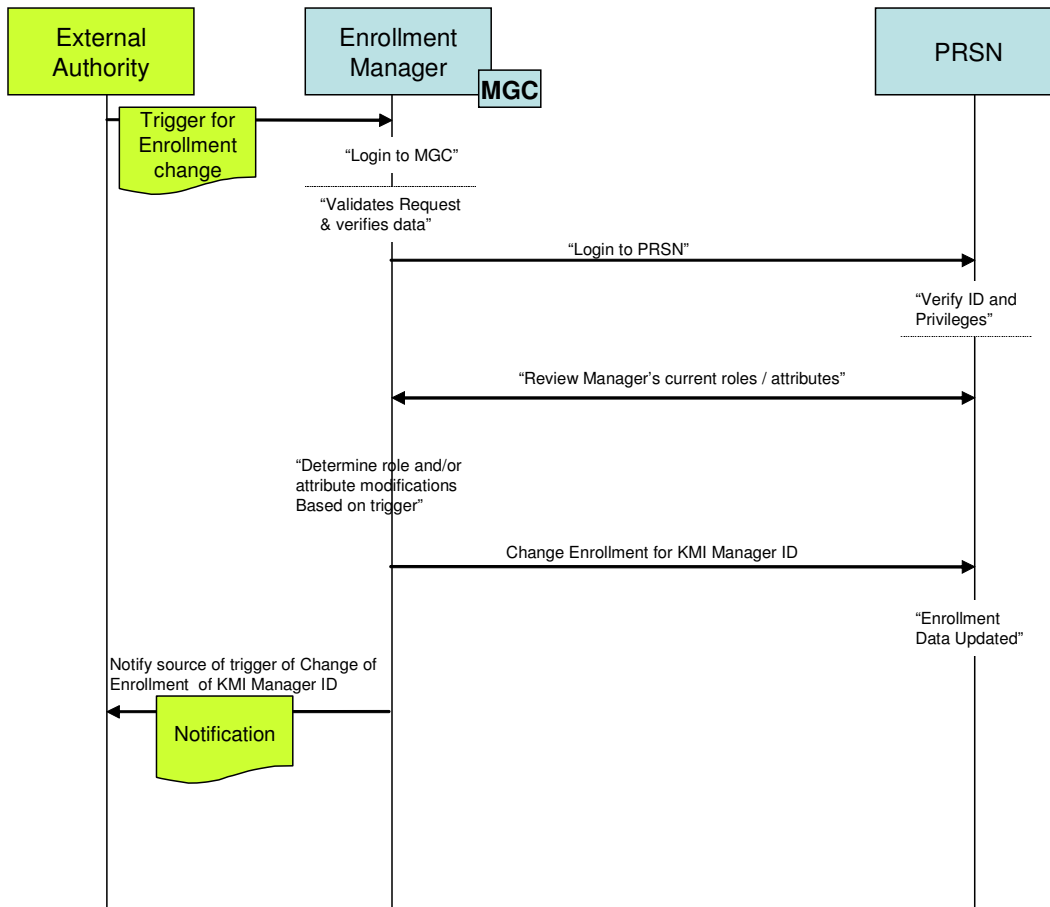 External
Authority
Enrollment
Manager
MGC
PRSN
Trigger for
Enrollment
change
“Login to MGC”
“Validates Request
& verifies data”
“Login to PRSN”
“Verify ID and
Privileges”
“Review Manager’s current roles / attributes”
“Determine role and/or
attribute modifications
Based on trigger”
Change Enrollment for KMI Manager ID
“Enrollment
Data Updated”
Notify source of trigger of Change of
Enrollment of KMI Manager ID
Notification